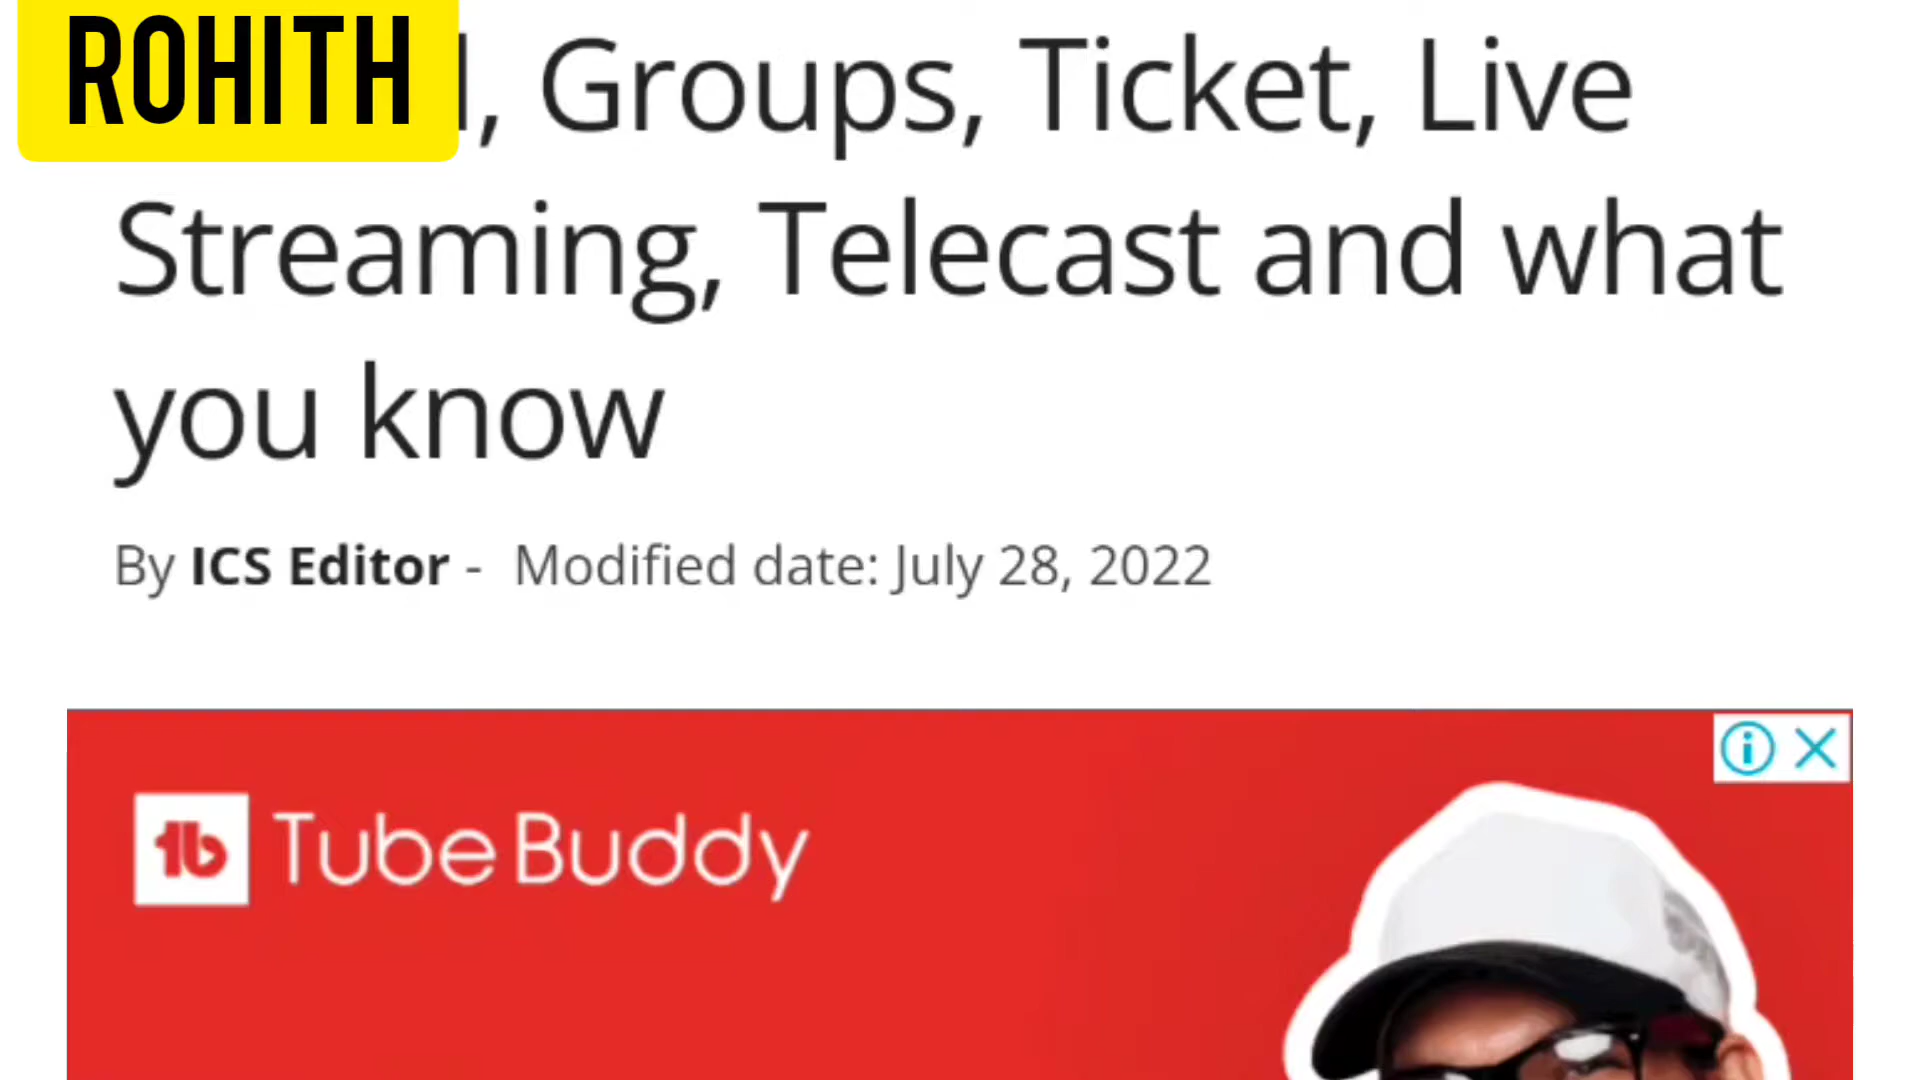 ROHITH
, Groups, Ticket, Live
Streaming, Telecast and what
you know
By ICS Editor - Modified date: July 28, 2022
tb TubeBuddy